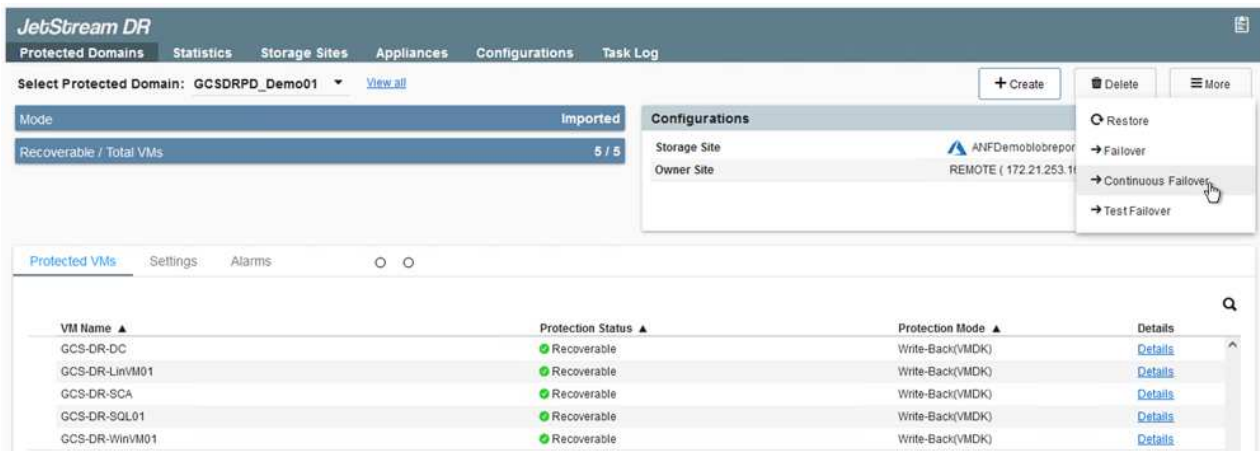 JetStream DR
Protected Domains Statistics Storage Sites Appliances Configurations Task Log
Select Protected Domain: GCSDRPD_Demo01 View all
+ Create Delete More
Mode Imported
Recoverable / Total VMs 5 / 5
Configurations
Storage Site ANFDemoblobrepor
Owner Site REMOTE ( 172.21.253.1
Restore
Failover
Continuous Failover
Test Failover
Protected VMs Settings Alarms
VM Name ▲ Protection Status ▲ Protection Mode ▲ Details
GCS-DR-DC Recoverable Write-Back(VMDK) Details
GCS-DR-LinVM01 Recoverable Write-Back(VMDK) Details
GCS-DR-SCA Recoverable Write-Back(VMDK) Details
GCS-DR-SQL01 Recoverable Write-Back(VMDK) Details
GCS-DR-WinVM01 Recoverable Write-Back(VMDK) Details